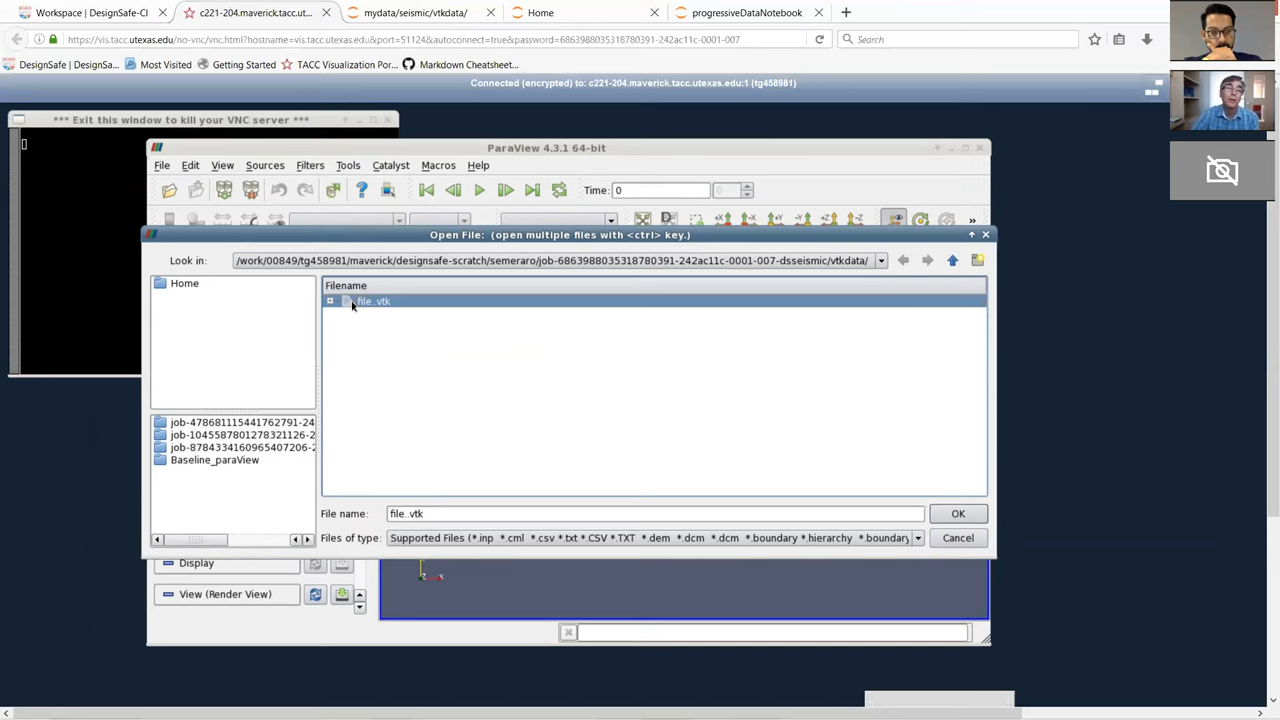 Workspace | DesignSafe-CI
c221-204.maverick.tacc.ut...
mydata/seismic/vtkdata/
Home
progressiveDataNotebook
https://vis.tacc.utexas.edu/no-vnc/vnc.html?hostname=vis.tacc.utexas.edu&port=51124&autoconnect=true&password=6863988035318780391-242ac11c-0001-007
Search
DesignSafe | DesignSa...
Most Visited
Getting Started
TACC Visualization Por...
Markdown Cheatsheet...
Connected (encrypted) to: c221-204.maverick.tacc.utexas.edu:1 (tg458981)
*** Exit this window to kill your VNC server ***
ParaView 4.3.1 64-bit
File Edit View Sources Filters Tools Catalyst Macros Help
Time: 0
0
Open File: (open multiple files with <ctrl> key.)
Look in: /work/00849/tg458981/maverick/designsafe-scratch/semeraro/job-6863988035318780391-242ac11c-0001-007-dsseismic/vtkdata/
Home
Filename
file..vtk
job-478681115441762791-24
job-1045587801278321126-2
job-8784334160965407206-2
Baseline_paraView
File name: file..vtk
OK
Files of type: Supported Files (*.inp *.cml *.csv *.txt *.CSV *.TXT *.dem *.dcm *.dcm *.boundary *.hierarchy *.boundary
Cancel
Display
View (Render View)
Z
x